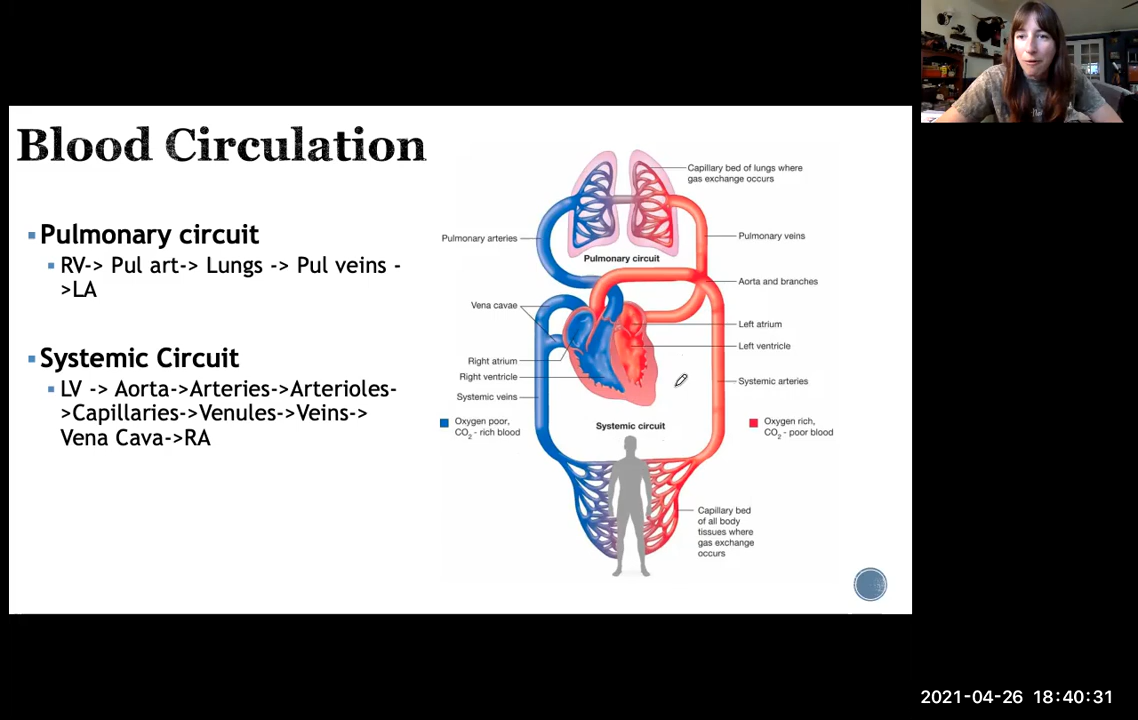 Blood Circulation
▪Pulmonary circuit
▪RV-> Pul art-> Lungs -> Pul veins -
>LA
▪Systemic Circuit
▪LV -> Aorta->Arteries->Arterioles-
>Capillaries->Venules->Veins->
Vena Cava->RA
Capillary bed of lungs where
gas exchange occurs
Pulmonary arteries
Pulmonary veins
Pulmonary circuit
Aorta and branches
Vena cavae
Left atrium
Left ventricle
Right atrium
Right ventricle
Systemic arteries
Systemic veins
Oxygen poor,
CO₂ - rich blood
Systemic circuit
Oxygen rich,
CO₂ - poor blood
Capillary bed
of all body
tissues where
gas exchange
occurs
2021-04-26 18:40:31